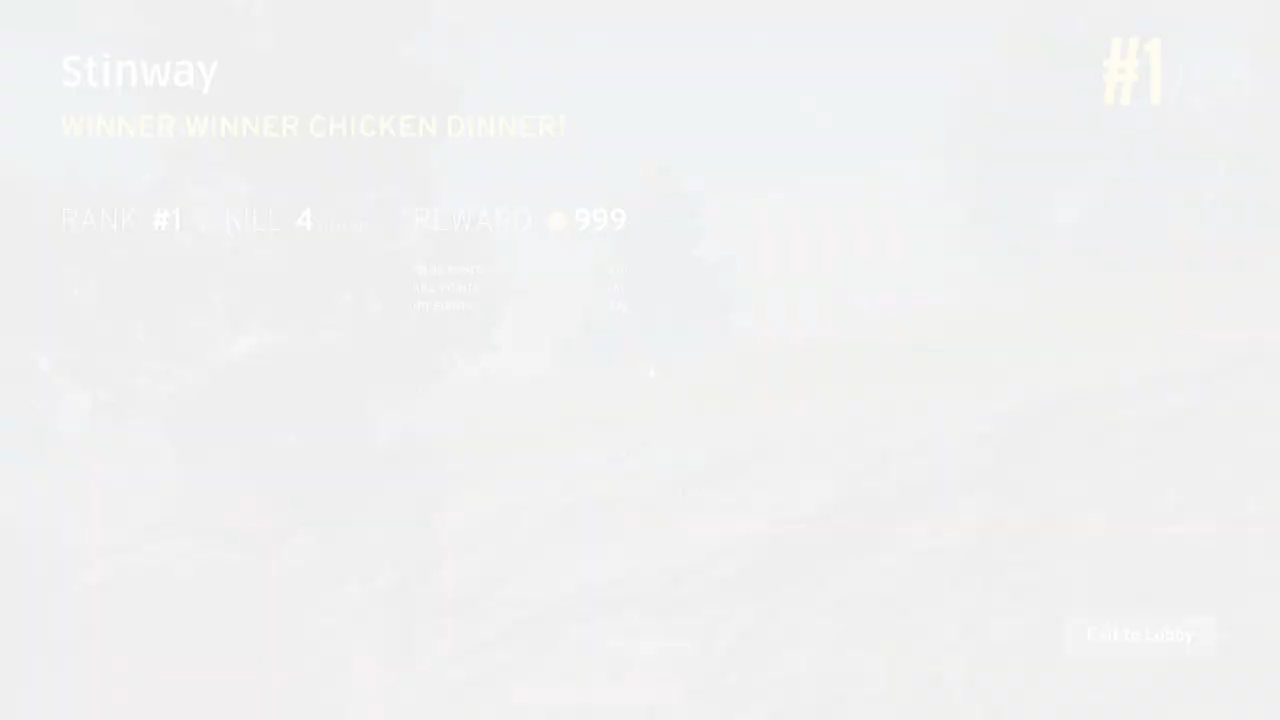 Stinway
#1
WINNER WINNER CHICKEN DINNER!
RANK #1 KILL 4 REWARD 999
Exit to Lobby